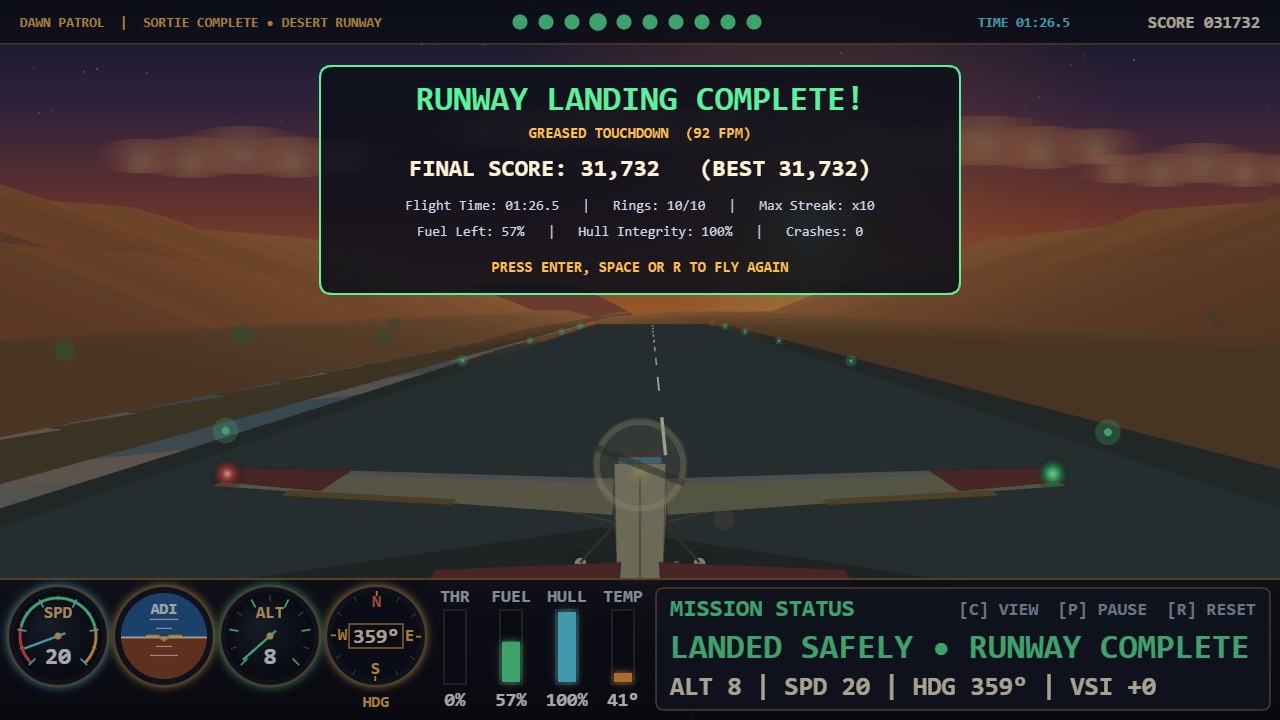 DAWN PATROL | SORTIE COMPLETE • DESERT RUNWAY TIME 01:26.5 SCORE 031732
RUNWAY LANDING COMPLETE!
GREASED TOUCHDOWN (92 FPM)
FINAL SCORE: 31,732 (BEST 31,732)
Flight Time: 01:26.5 | Rings: 10/10 | Max Streak: x10
Fuel Left: 57% | Hull Integrity: 100% | Crashes: 0
PRESS ENTER, SPACE OR R TO FLY AGAIN
SPD
20
ADI
ALT
8
N
-W 359° E-
S
HDG
THR FUEL HULL TEMP
0% 57% 100% 41°
MISSION STATUS [C] VIEW [P] PAUSE [R] RESET
LANDED SAFELY • RUNWAY COMPLETE
ALT 8 | SPD 20 | HDG 359° | VSI +0